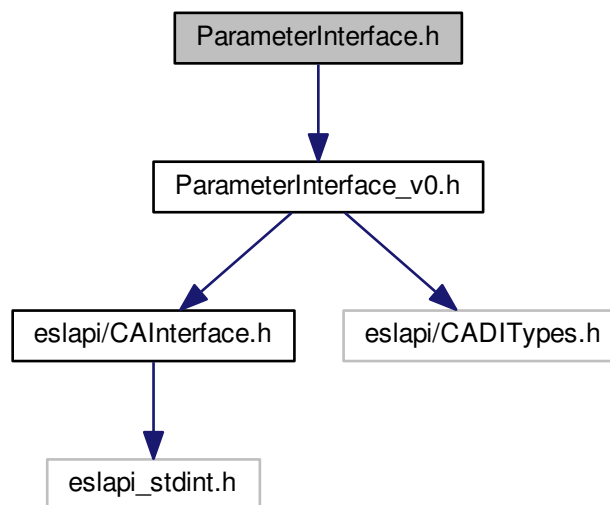 ParameterInterface.h
ParameterInterface_v0.h
eslapi/CAInterface.h
eslapi/CADITypes.h
eslapi_stdint.h